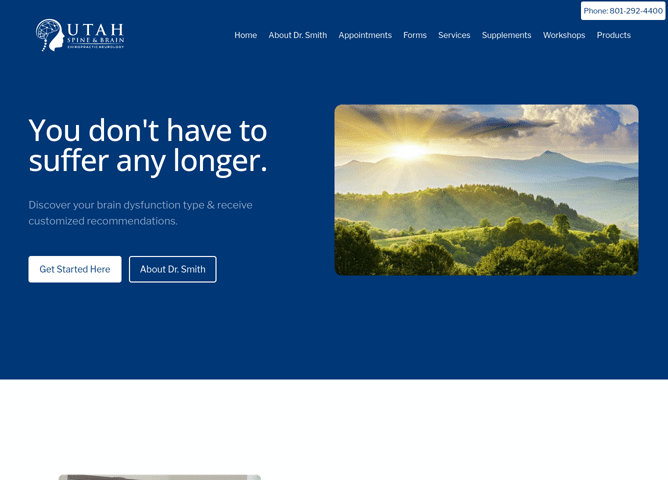 Phone: 801-292-4400
UTAH
SPINE & BRAIN
CHIROPRACTIC NEUROLOGY
Home
About Dr. Smith
Appointments
Forms
Services
Supplements
Workshops
Products
You don't have to
suffer any longer.
Discover your brain dysfunction type & receive
customized recommendations.
Get Started Here
About Dr. Smith